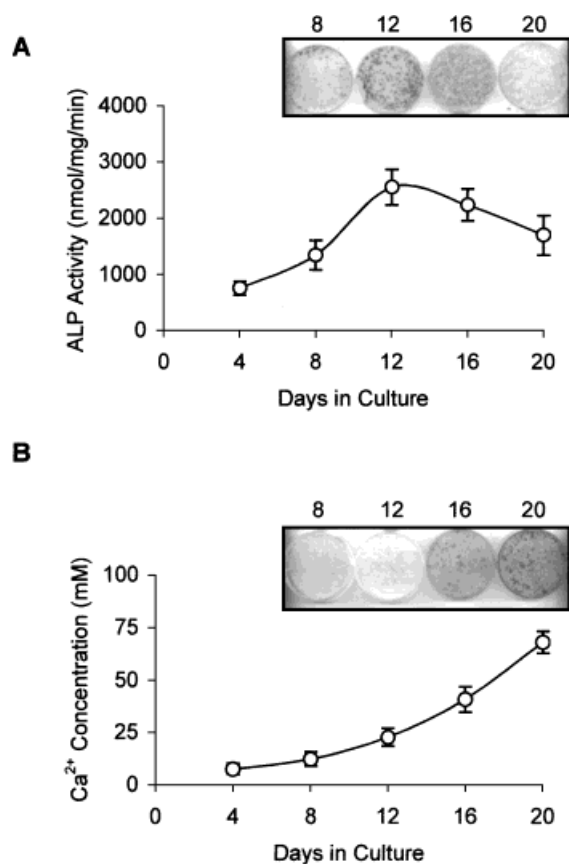 A
8 12 16 20
4000
3000
2000
1000
0
ALP Activity (nmol/mg/min)
0 4 8 12 16 20
Days in Culture
B
8 12 16 20
100
75
50
25
0
Ca²⁺ Concentration (mM)
0 4 8 12 16 20
Days in Culture